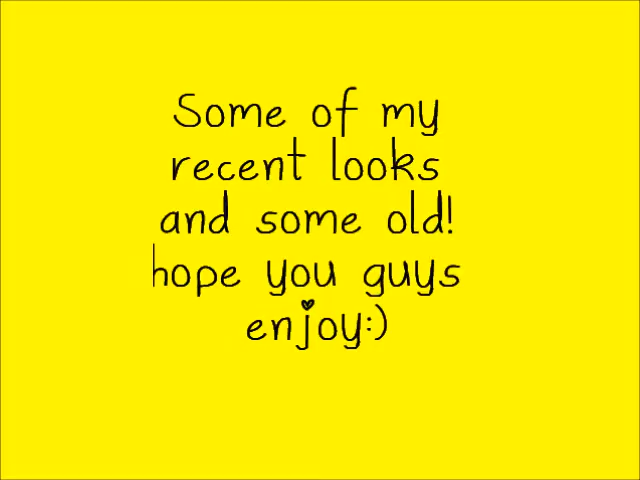 Some of my
recent looks
and some old!
hope you guys
enjoy:)